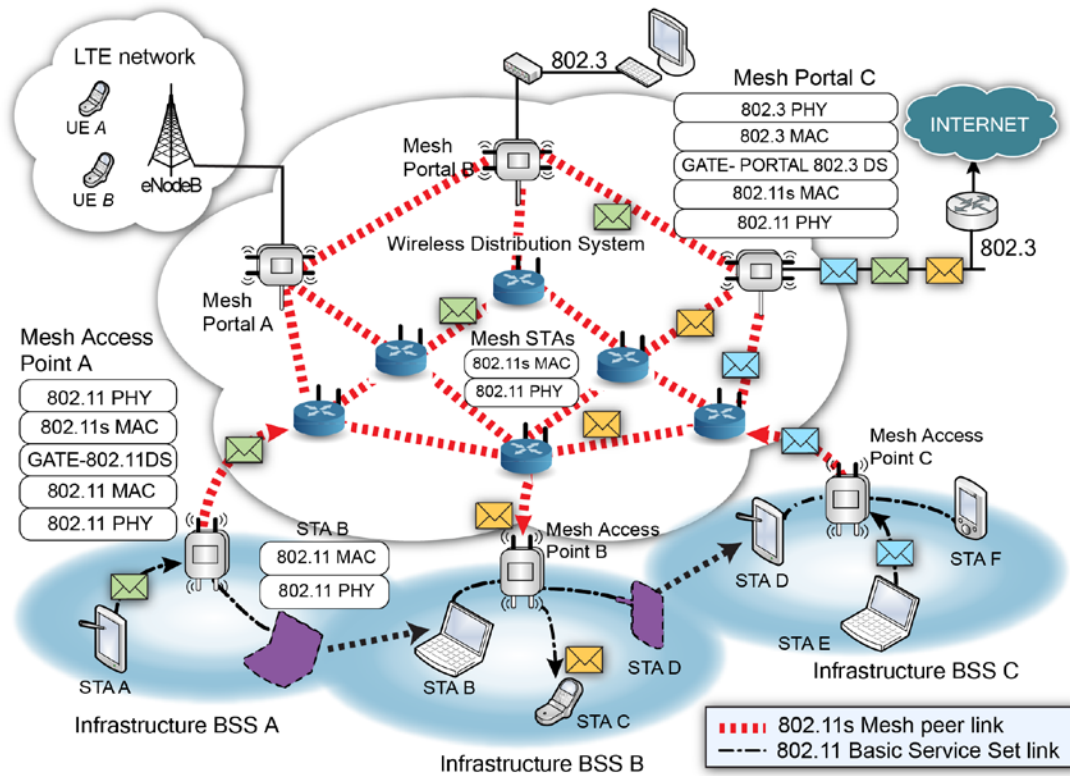 LTE network
UE A
UE B
eNodeB
802.3
Mesh Portal C
802.3 PHY
802.3 MAC
GATE- PORTAL 802.3 DS
802.11s MAC
802.11 PHY
INTERNET
802.3
Mesh
Portal B
Wireless Distribution System
Mesh
Portal A
Mesh STAs
802.11s MAC
802.11 PHY
Mesh Access
Point A
802.11 PHY
802.11s MAC
GATE-802.11DS
802.11 MAC
802.11 PHY
STA B
802.11 MAC
802.11 PHY
Mesh Access
Point B
Mesh Access
Point C
STA A
STA B
STA C
STA D
STA D
STA E
STA F
Infrastructure BSS A
Infrastructure BSS B
Infrastructure BSS C
802.11s Mesh peer link
802.11 Basic Service Set link